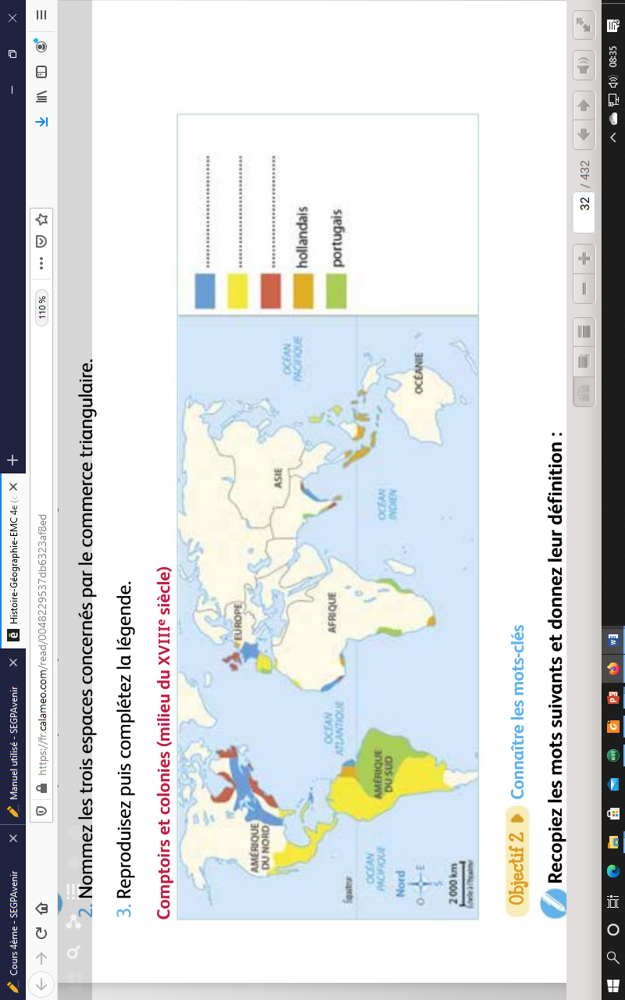 Cours 4ème - SEGPAvenir
Manuel utilisé - SEGPAvenir
Histoire-Géographie-EMC 4e (c
https://fr.calameo.com/read/0048229537db6323af8ed
110%
2. Nommez les trois espaces concernés par le commerce triangulaire.
3. Reproduisez puis complétez la légende.
Comptoirs et colonies (milieu du XVIIIe siècle)
AMÉRIQUE
DU NORD
EUROPE
ASIE
OCÉAN
PACIFIQUE
OCÉAN
ATLANTIQUE
AFRIQUE
Équateur
OCÉAN
PACIFIQUE
AMÉRIQUE
DU SUD
OCÉAN
INDIEN
OCÉANIE
Nord
O
E
S
2 000 km
Échelle à l'équateur
....................
....................
....................
hollandais
portugais
Objectif 2 Connaître les mots-clés
Recopiez les mots suivants et donnez leur définition :
32 / 432
08:35